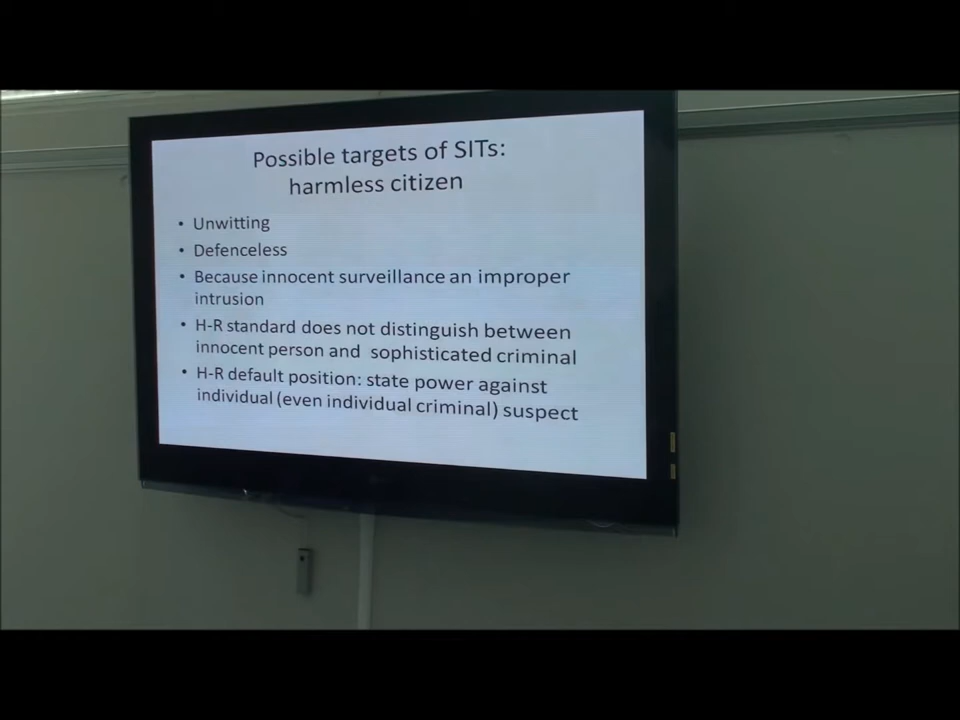 Possible targets of SITs:
harmless citizen
• Unwitting
• Defenceless
• Because innocent surveillance an improper
intrusion
• H-R standard does not distinguish between
innocent person and sophisticated criminal
• H-R default position: state power against
individual (even individual criminal) suspect